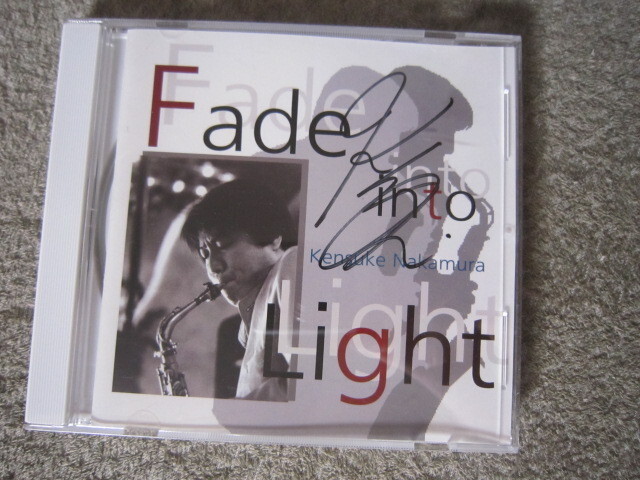 Fade
into
Kensuke Nakamura
Light